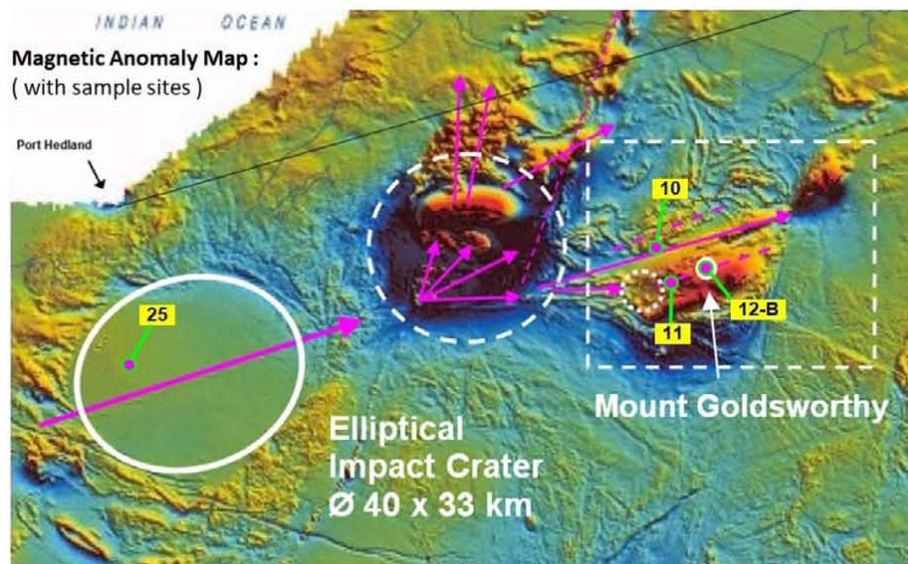 INDIAN OCEAN
Magnetic Anomaly Map :
( with sample sites )
Port Hedland
10
25
11
12-B
Mount Goldsworthy
Elliptical
Impact Crater
Ø 40 x 33 km